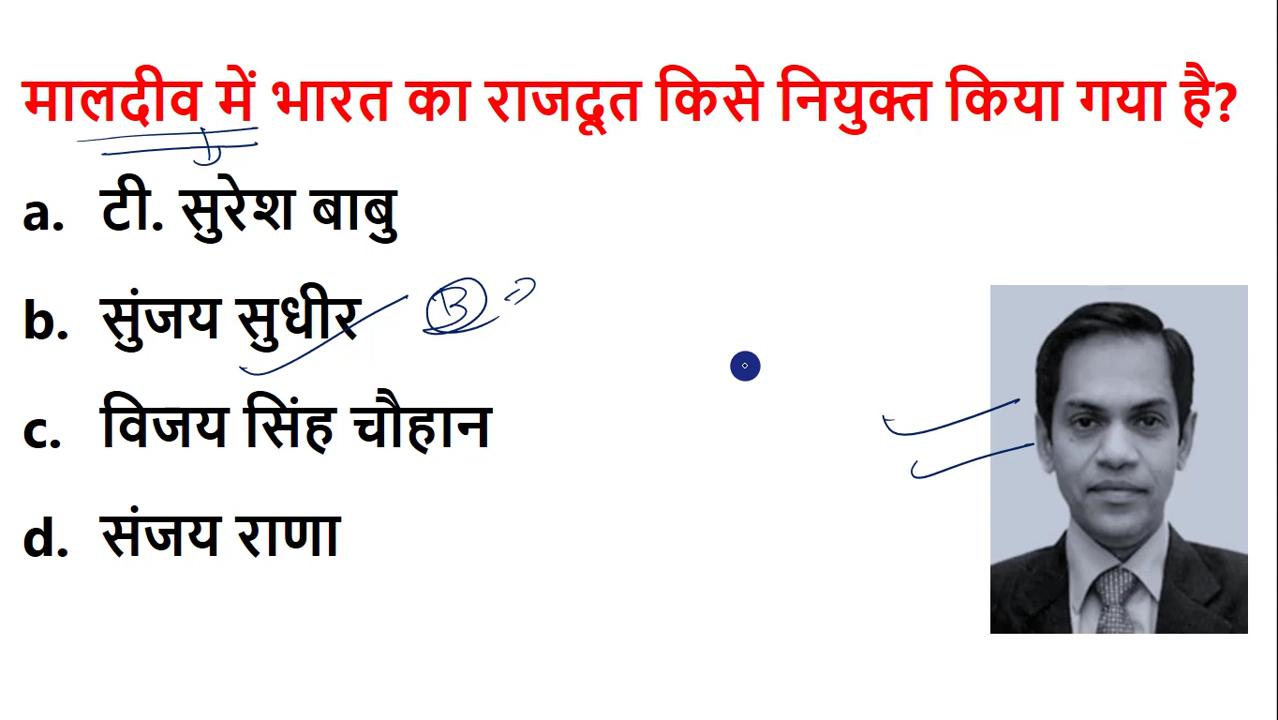 मालदीव में भारत का राजदूत किसे नियुक्त किया गया है?
a. टी. सुरेश बाबु
b. सुंजय सुधीर B
c. विजय सिंह चौहान
d. संजय राणा